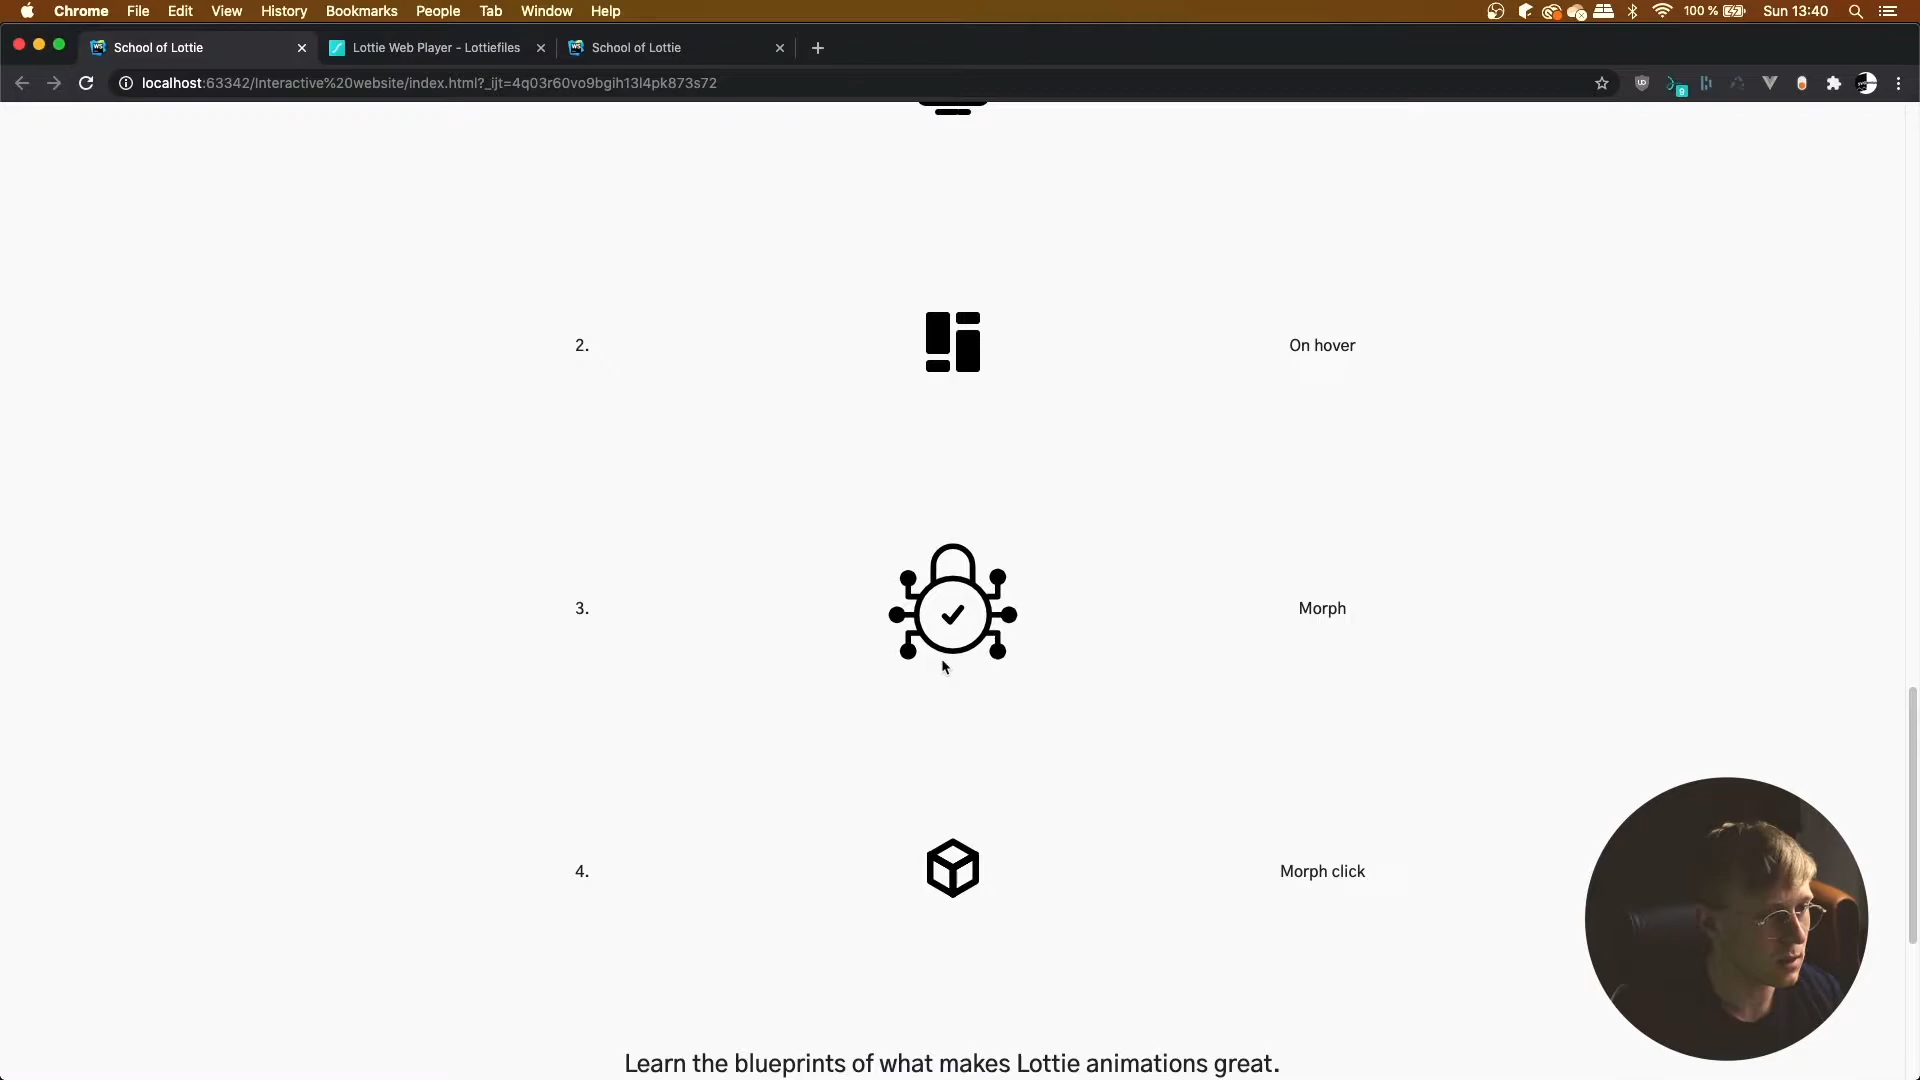 Chrome File Edit View History Bookmarks People Tab Window Help 100 % Sun 13:40
School of Lottie Lottie Web Player - Lottiefiles School of Lottie
localhost:63342/Interactive%20website/index.html?_ijt=4q03r60vo9bgih13l4pk873s72 9
2. On hover
3. Morph
4. Morph click
Learn the blueprints of what makes Lottie animations great.